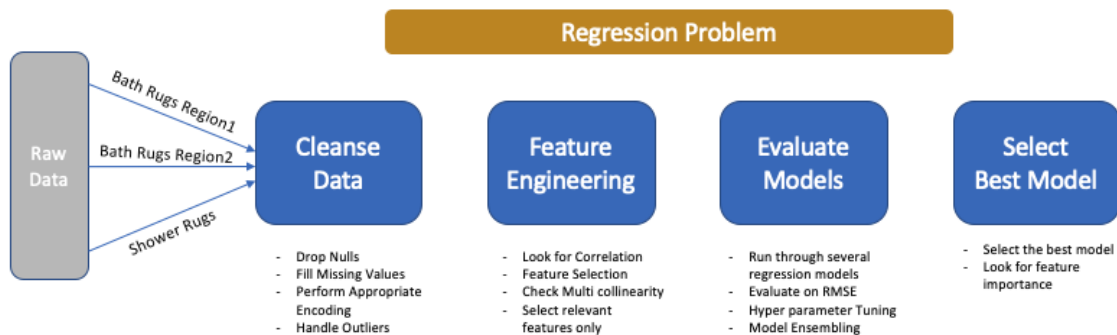 Regression Problem
Raw
Data
Bath Rugs Region1
Bath Rugs Region2
Shower Rugs
Cleanse
Data
- Drop Nulls
- Fill Missing Values
- Perform Appropriate
Encoding
- Handle Outliers
Feature
Engineering
- Look for Correlation
- Feature Selection
- Check Multi collinearity
- Select relevant
features only
Evaluate
Models
- Run through several
regression models
- Evaluate on RMSE
- Hyper parameter Tuning
- Model Ensembling
Select
Best Model
- Select the best model
- Look for feature
importance